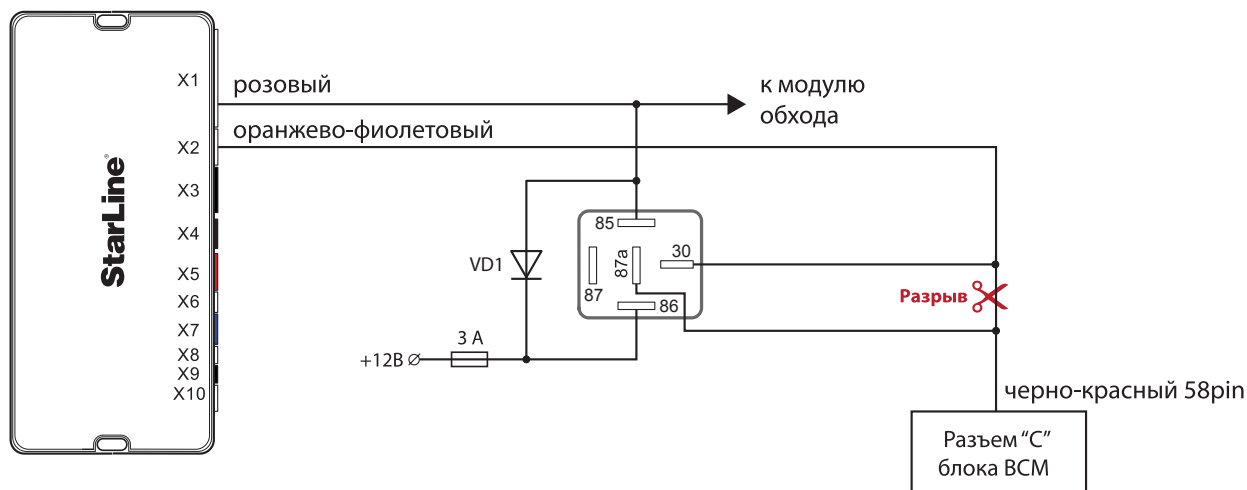 X1
розовый
к модулю
обхода
X2
оранжево-фиолетовый
X3
StarLine®
X4
85
30
87a
X5
VD1
87
X6
86
Разрыв
X7
3 А
X8
+12В
X9
X10
черно-красный 58pin
Разъем “С”
блока BCM